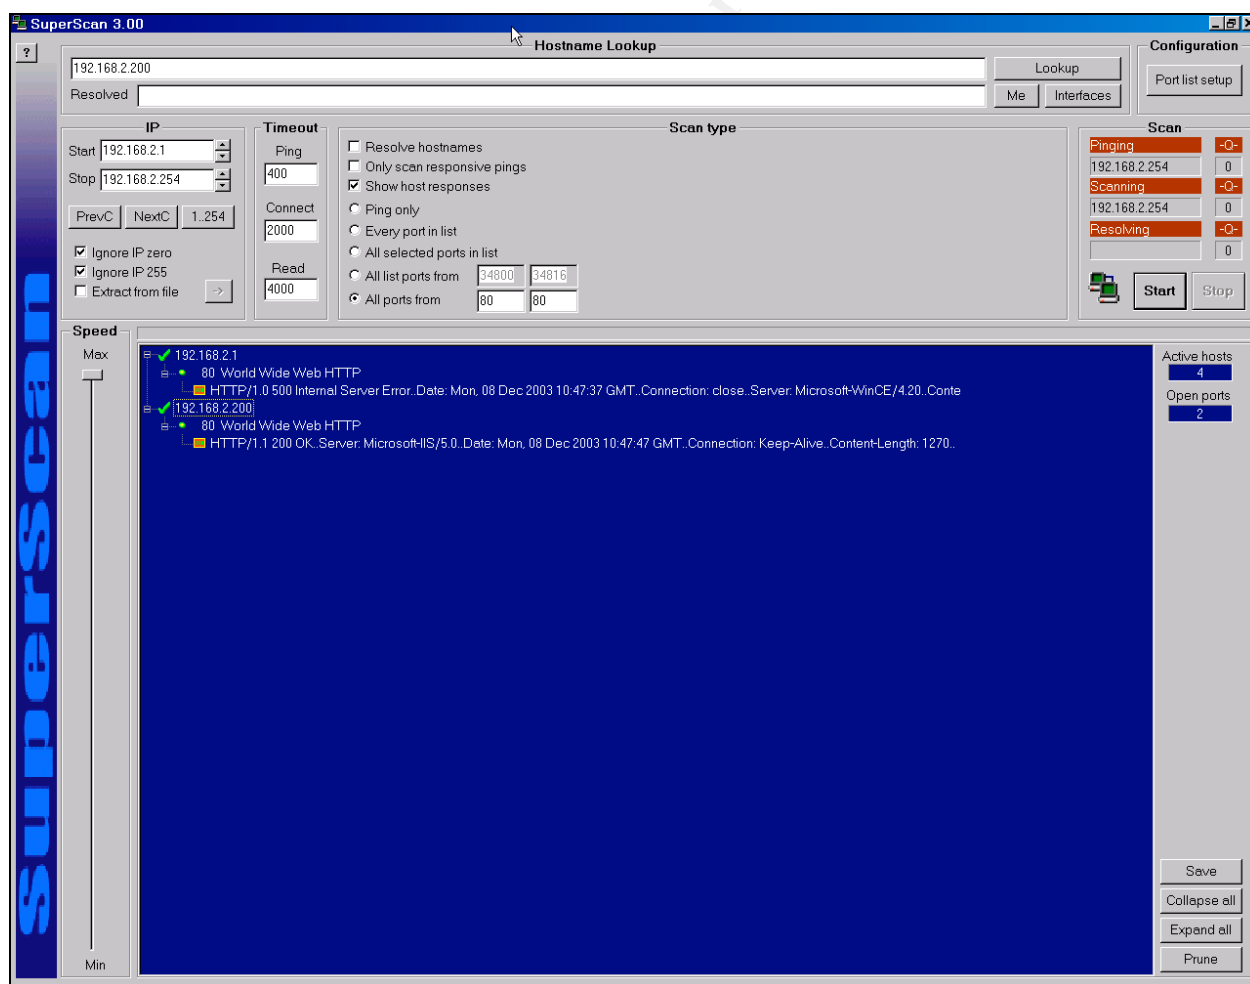 SuperScan 3.00
?
Hostname Lookup
Configuration
192.168.2.200
Lookup
Port list setup
Resolved
Me
Interfaces
IP
Timeout
Scan type
Scan
Start 192.168.2.1
Stop 192.168.2.254
PrevC
NextC
1..254
Ignore IP zero
Ignore IP 255
Extract from file
->
Ping
400
Connect
2000
Read
4000
Resolve hostnames
Only scan responsive pings
Show host responses
Ping only
Every port in list
All selected ports in list
All list ports from 34800 34816
All ports from 80 80
Pinging -O-
192.168.2.254 0
Scanning -O-
192.168.2.254 0
Resolving -O-
0
Start
Stop
Speed
Max
Min
192.168.2.1
80 World Wide Web HTTP
HTTP/1.0 500 Internal Server Error..Date: Mon, 08 Dec 2003 10:47:37 GMT..Connection: close..Server: Microsoft-WinCE/4.20..Conte
192.168.2.200
80 World Wide Web HTTP
HTTP/1.1 200 OK..Server: Microsoft-IIS/5.0..Date: Mon, 08 Dec 2003 10:47:47 GMT..Connection: Keep-Alive..Content-Length: 1270..
Active hosts
4
Open ports
2
Save
Collapse all
Expand all
Prune
SuperScan